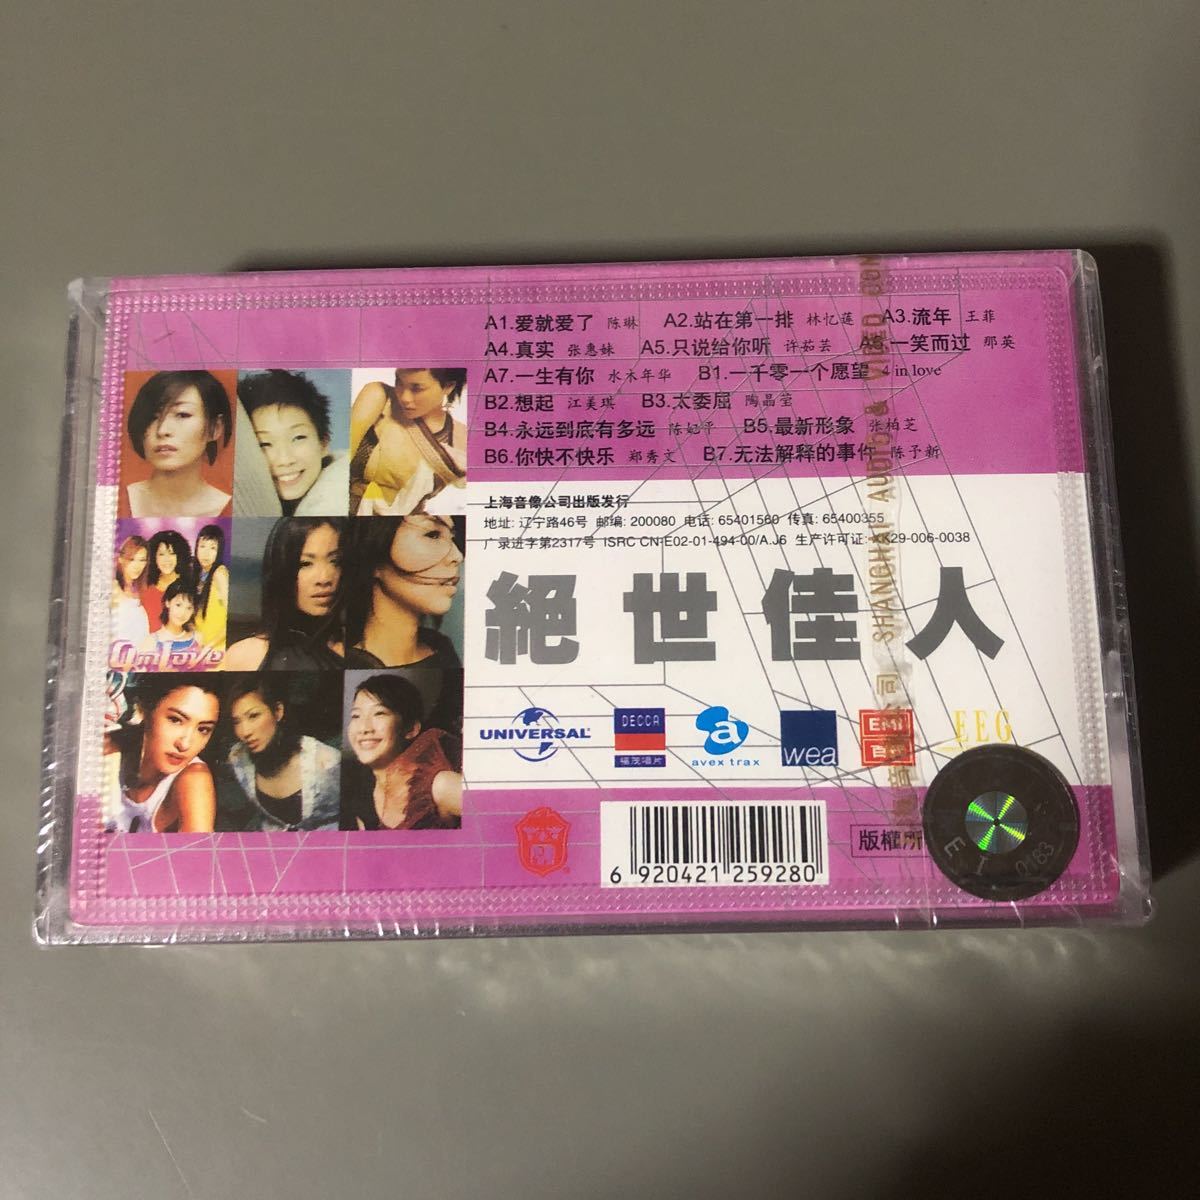 A1.爱就爱了 陈琳 A2.站在第一排 林忆莲 A3.流年 王菲
A4.真实 张惠妹 A5.只说给你听 许茹芸 A6.一笑而过 那英
A7.一生有你 水木年华 B1.一千零一个愿望 4 in love
B2.想起 江美琪 B3.太委屈 陶晶莹
B4.永远到底有多远 陈妃平 B5.最新形象 张柏芝
B6.你快不快乐 郑秀文 B7.无法解释的事件 陈予新
上海音像公司出版发行
地址: 辽宁路46号 邮编: 200080 电话: 65401560 传真: 65400355
广录进字第2317号 ISRC CN-E02-01-494-00/A.J6 生产许可证: K29-006-0038
絕世佳人
4 in love
UNIVERSAL
DECCA
福茂唱片
a
avex trax
wea
EMI
百代
EEG
6 920421 259280
版權所
SHANGHAI AUDIO & VIDEO CON
公司
E I 0183